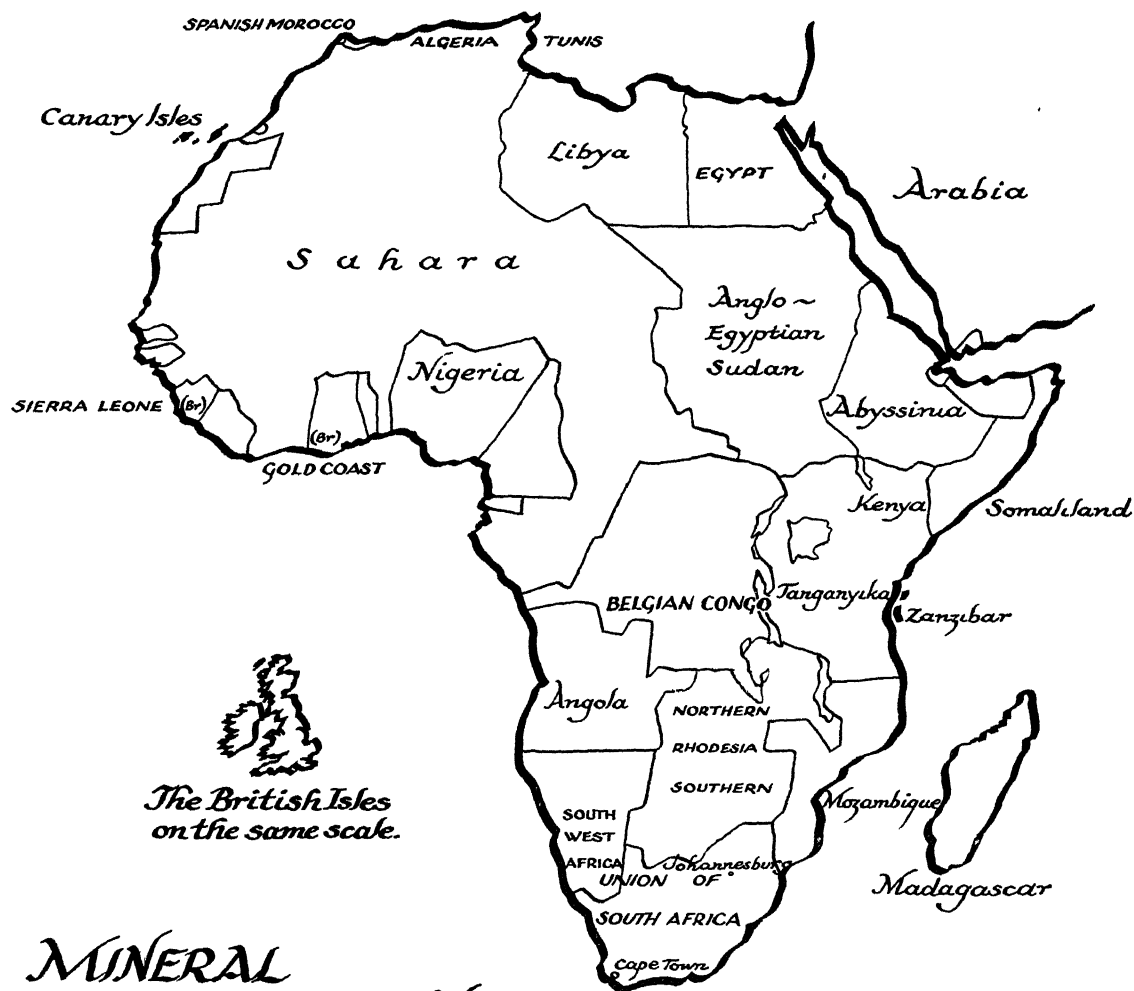 SPANISH MOROCCO
ALGERIA
TUNIS
Canary Isles
Libya
EGYPT
Arabia
Sahara
Anglo~
Egyptian
Sudan
Nigeria
Abyssinia
SIERRA LEONE
(Br)
(Br)
GOLD COAST
Kenya
Somaliland
BELGIAN CONGO
Tanganyika
Zanzibar
Angola
NORTHERN
RHODESIA
SOUTHERN
The British Isles
on the same scale.
Mozambique
SOUTH
WEST
AFRICA
Johannesburg
UNION OF
SOUTH AFRICA
Madagascar
Cape Town
MINERAL